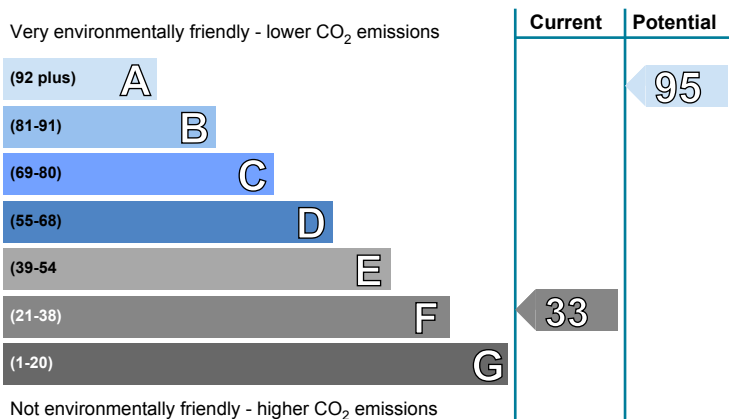 Current Potential
Very environmentally friendly - lower CO2 emissions
(92 plus) A 95
(81-91) B
(69-80) C
(55-68) D
(39-54 E
(21-38) F 33
(1-20) G
Not environmentally friendly - higher CO2 emissions